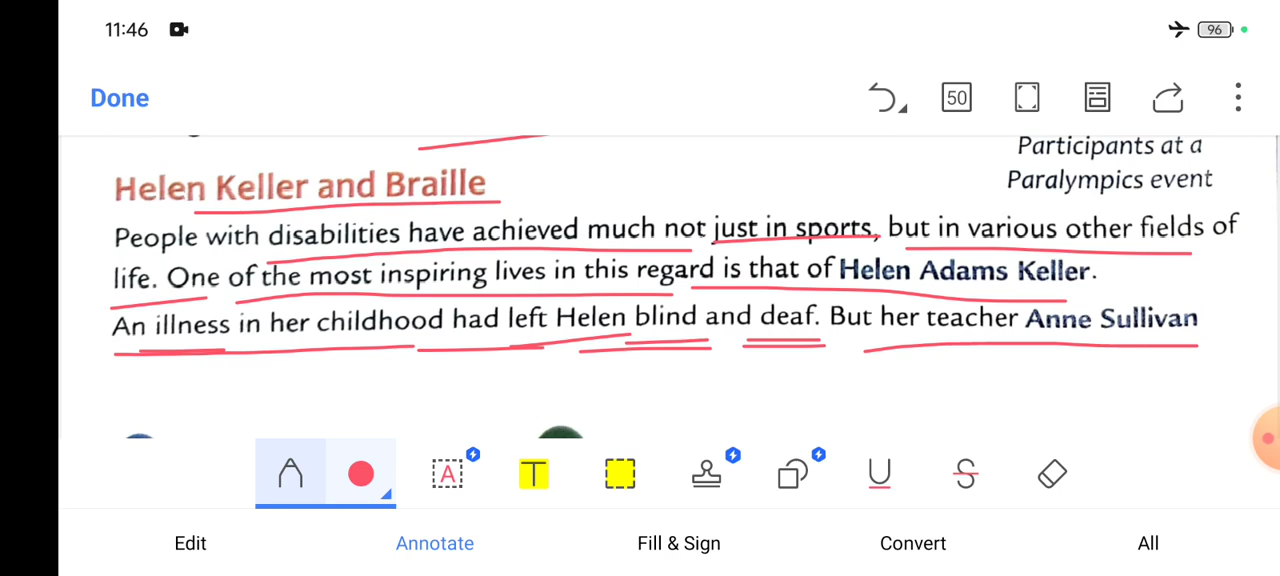 11:46
96
Done
50
Participants at a
Paralympics event
Helen Keller and Braille
People with disabilities have achieved much not just in sports, but in various other fields of
life. One of the most inspiring lives in this regard is that of Helen Adams Keller.
An illness in her childhood had left Helen blind and deaf. But her teacher Anne Sullivan
A T U S
Edit Annotate Fill & Sign Convert All